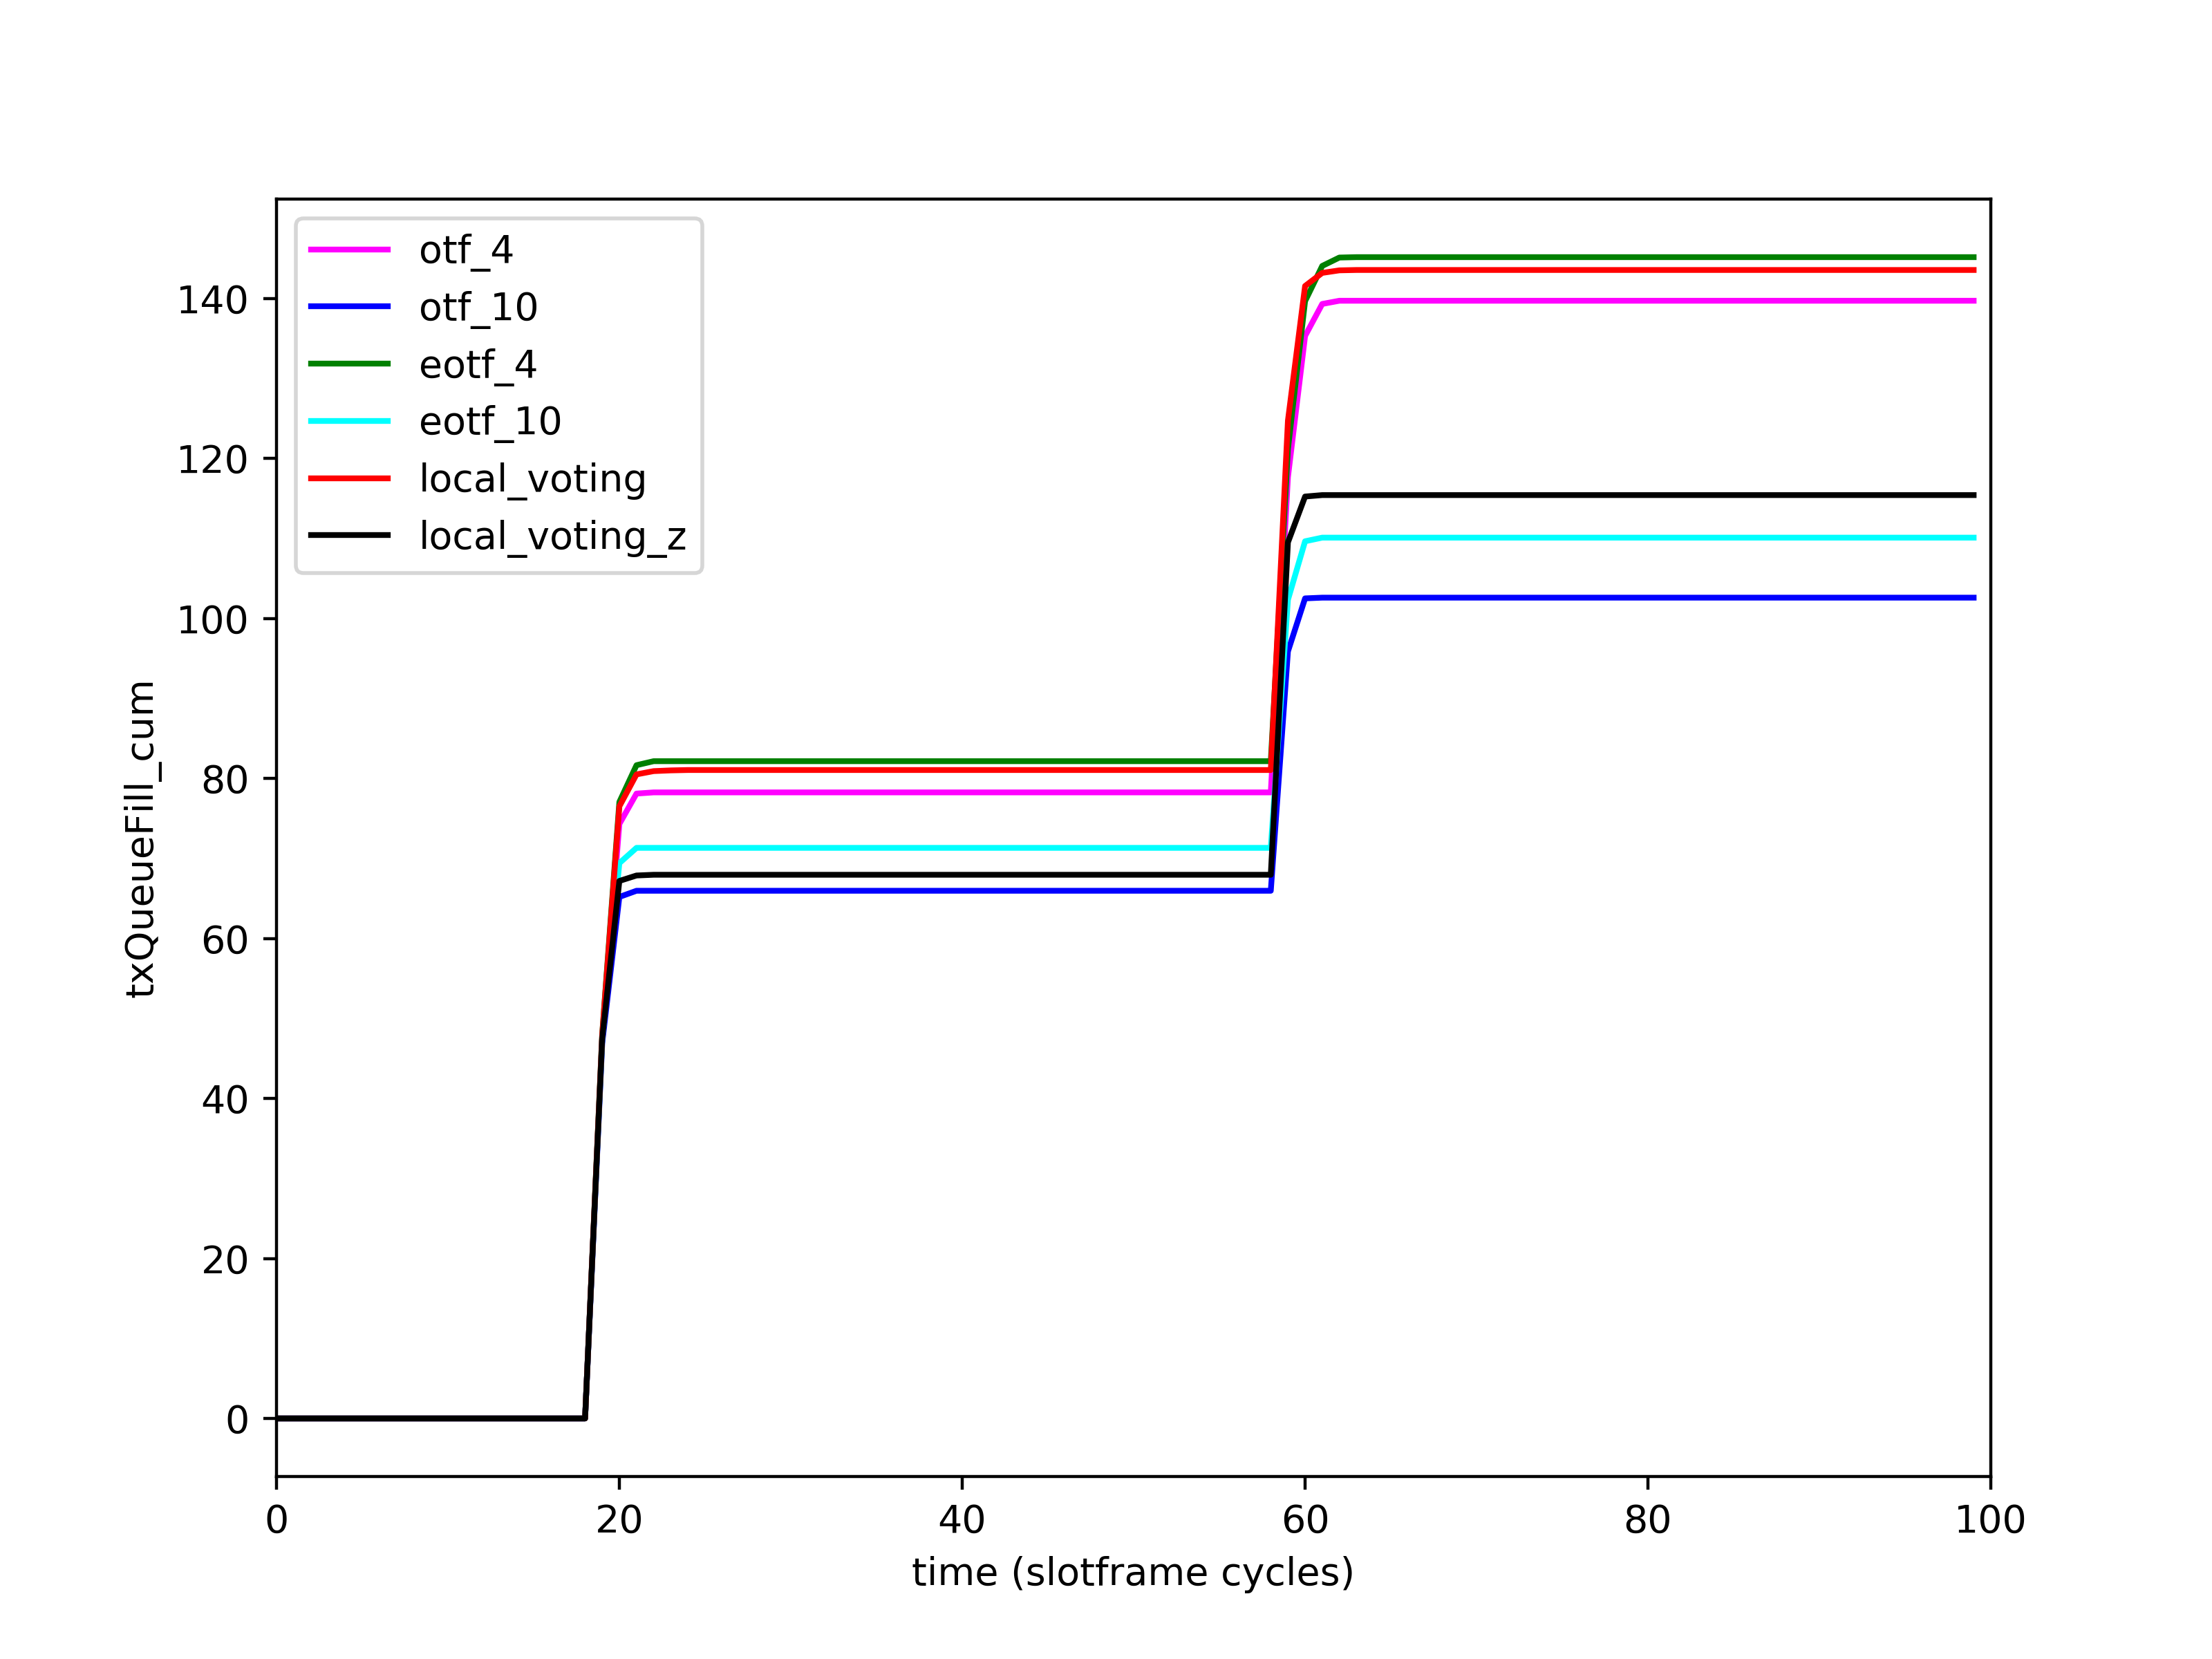 otf_4
otf_10
eotf_4
eotf_10
local_voting
local_voting_z
txQueueFill_cum
140
120
100
80
60
40
20
0
0 20 40 60 80 100
time (slotframe cycles)